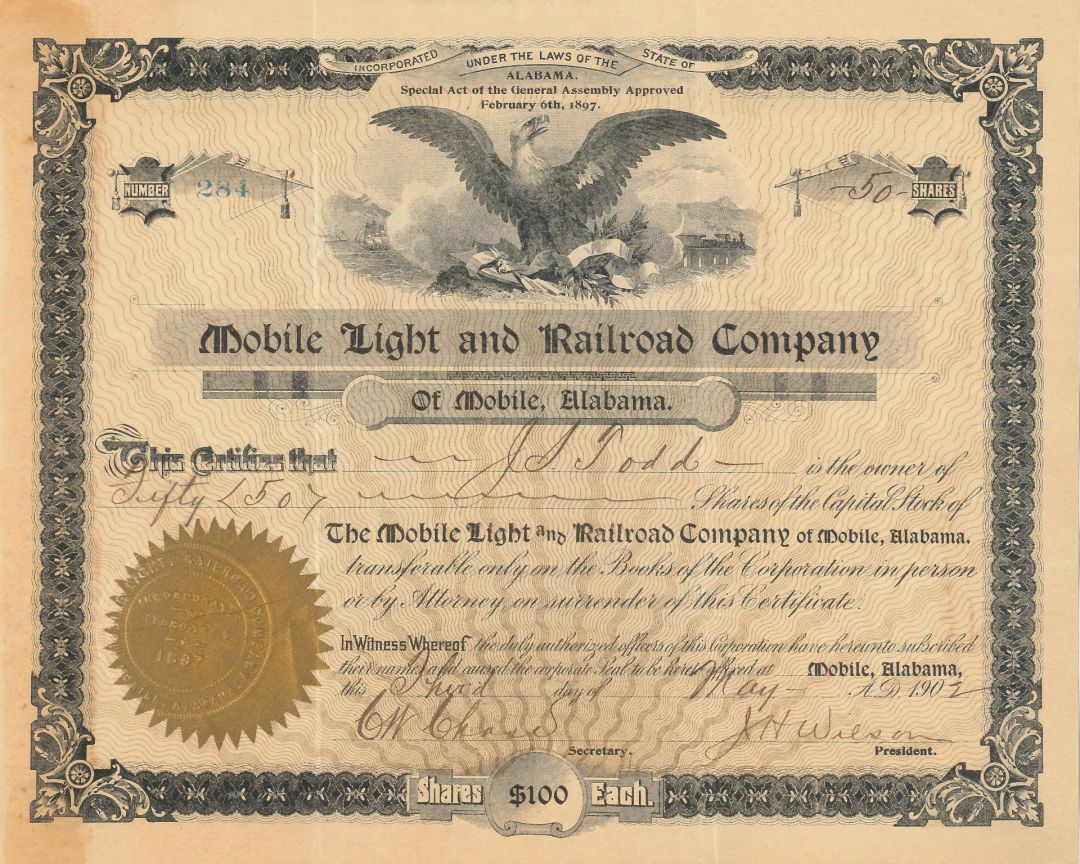 INCORPORATED UNDER THE LAWS OF THE STATE OF
ALABAMA.
Special Act of the General Assembly Approved
February 6th, 1897.
NUMBER 284
-50- SHARES
Mobile Light and Railroad Company
Of Mobile, Alabama.
This Certifies that J. S. Todd is the owner of
Fifty (50) Shares of the Capital Stock of
The Mobile Light and Railroad Company of Mobile, Alabama.
transferable only on the Books of the Corporation in person
or by Attorney, on surrender of this Certificate.
In Witness Whereof the duly authorized officers of this Corporation have hereunto subscribed
their names and caused the corporate Seal to be hereto affixed at Mobile, Alabama,
this Third day of May A.D. 1902
INCORPORATED
FEBRUARY
1897
J H Wilson
Secretary.
President.
Shares $100 Each.